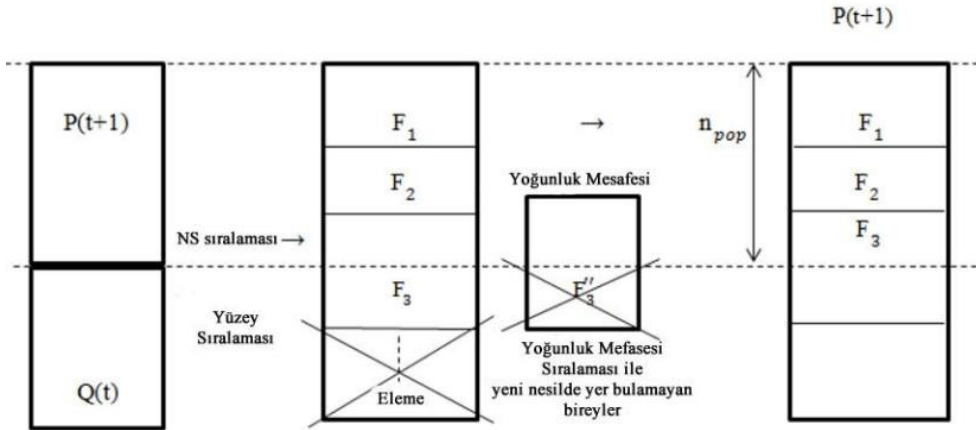 P(t+1)
P(t+1)
Q(t)
NS sıralaması →
Yüzey
Sıralaması
F1
F2
F3
Eleme
→
Yoğunluk Mesafesi
F3''
Yoğunluk Mefasesi
Sıralaması ile
yeni nesilde yer bulamayan
bireyler
npop
F1
F2
F3